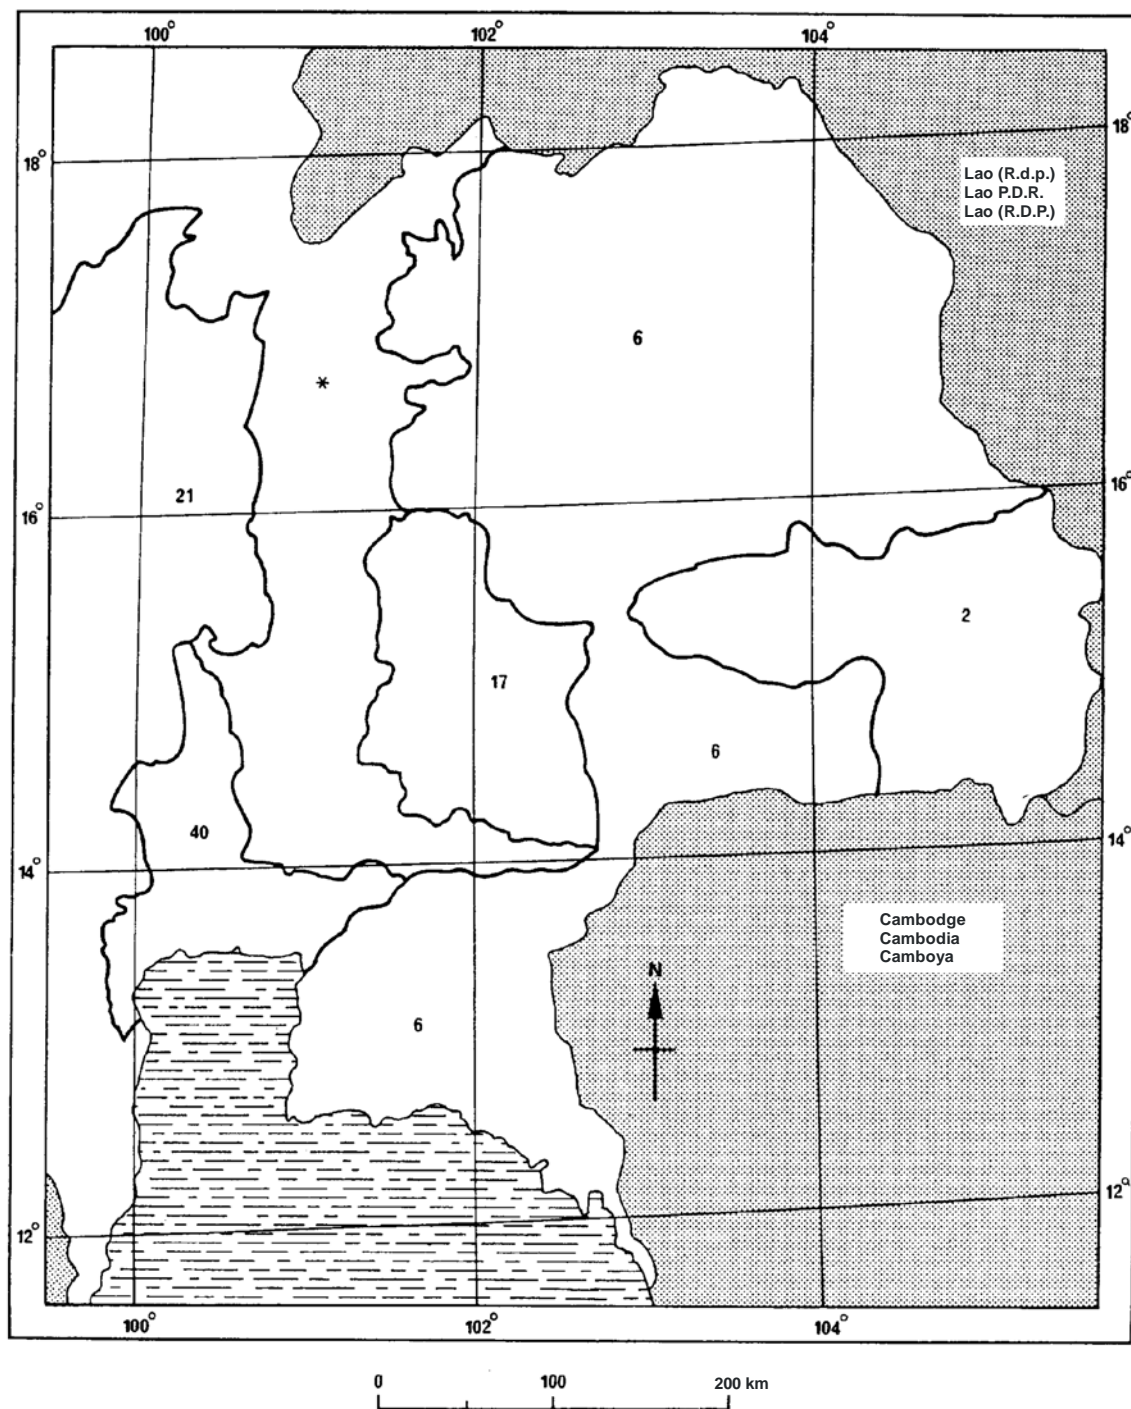 100° 102° 104°
18° 18°
Lao (R.d.p.)
Lao P.D.R.
Lao (R.D.P.)
6
*
21
16° 16°
2
17
6
40
14° 14°
Cambodge
Cambodia
Camboya
N
6
12° 12°
100° 102° 104°
0 100 200 km